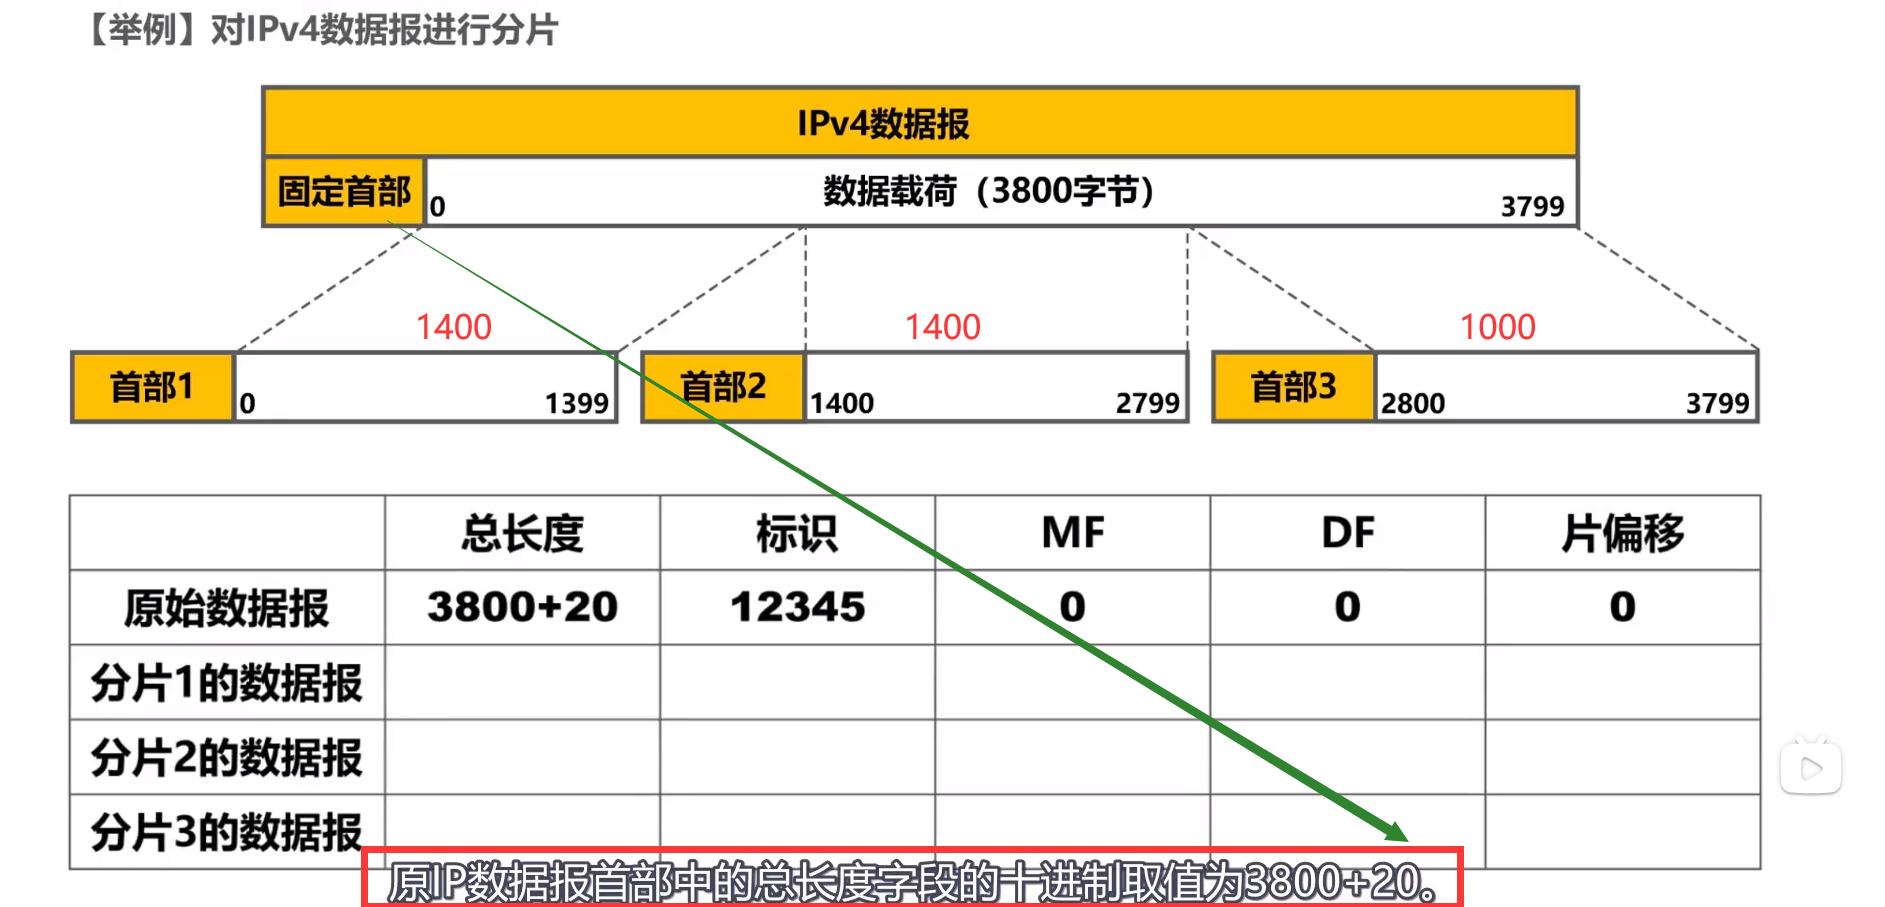 【举例】对IPv4数据报进行分片
IPv4数据报
固定首部 0 数据载荷（3800字节） 3799
1400 1400 1000
首部1 0 1399 首部2 1400 2799 首部3 2800 3799
总长度 标识 MF DF 片偏移
原始数据报 3800+20 12345 0 0 0
分片1的数据报
分片2的数据报
分片3的数据报
原IP数据报首部中的总长度字段的十进制取值为3800+20。